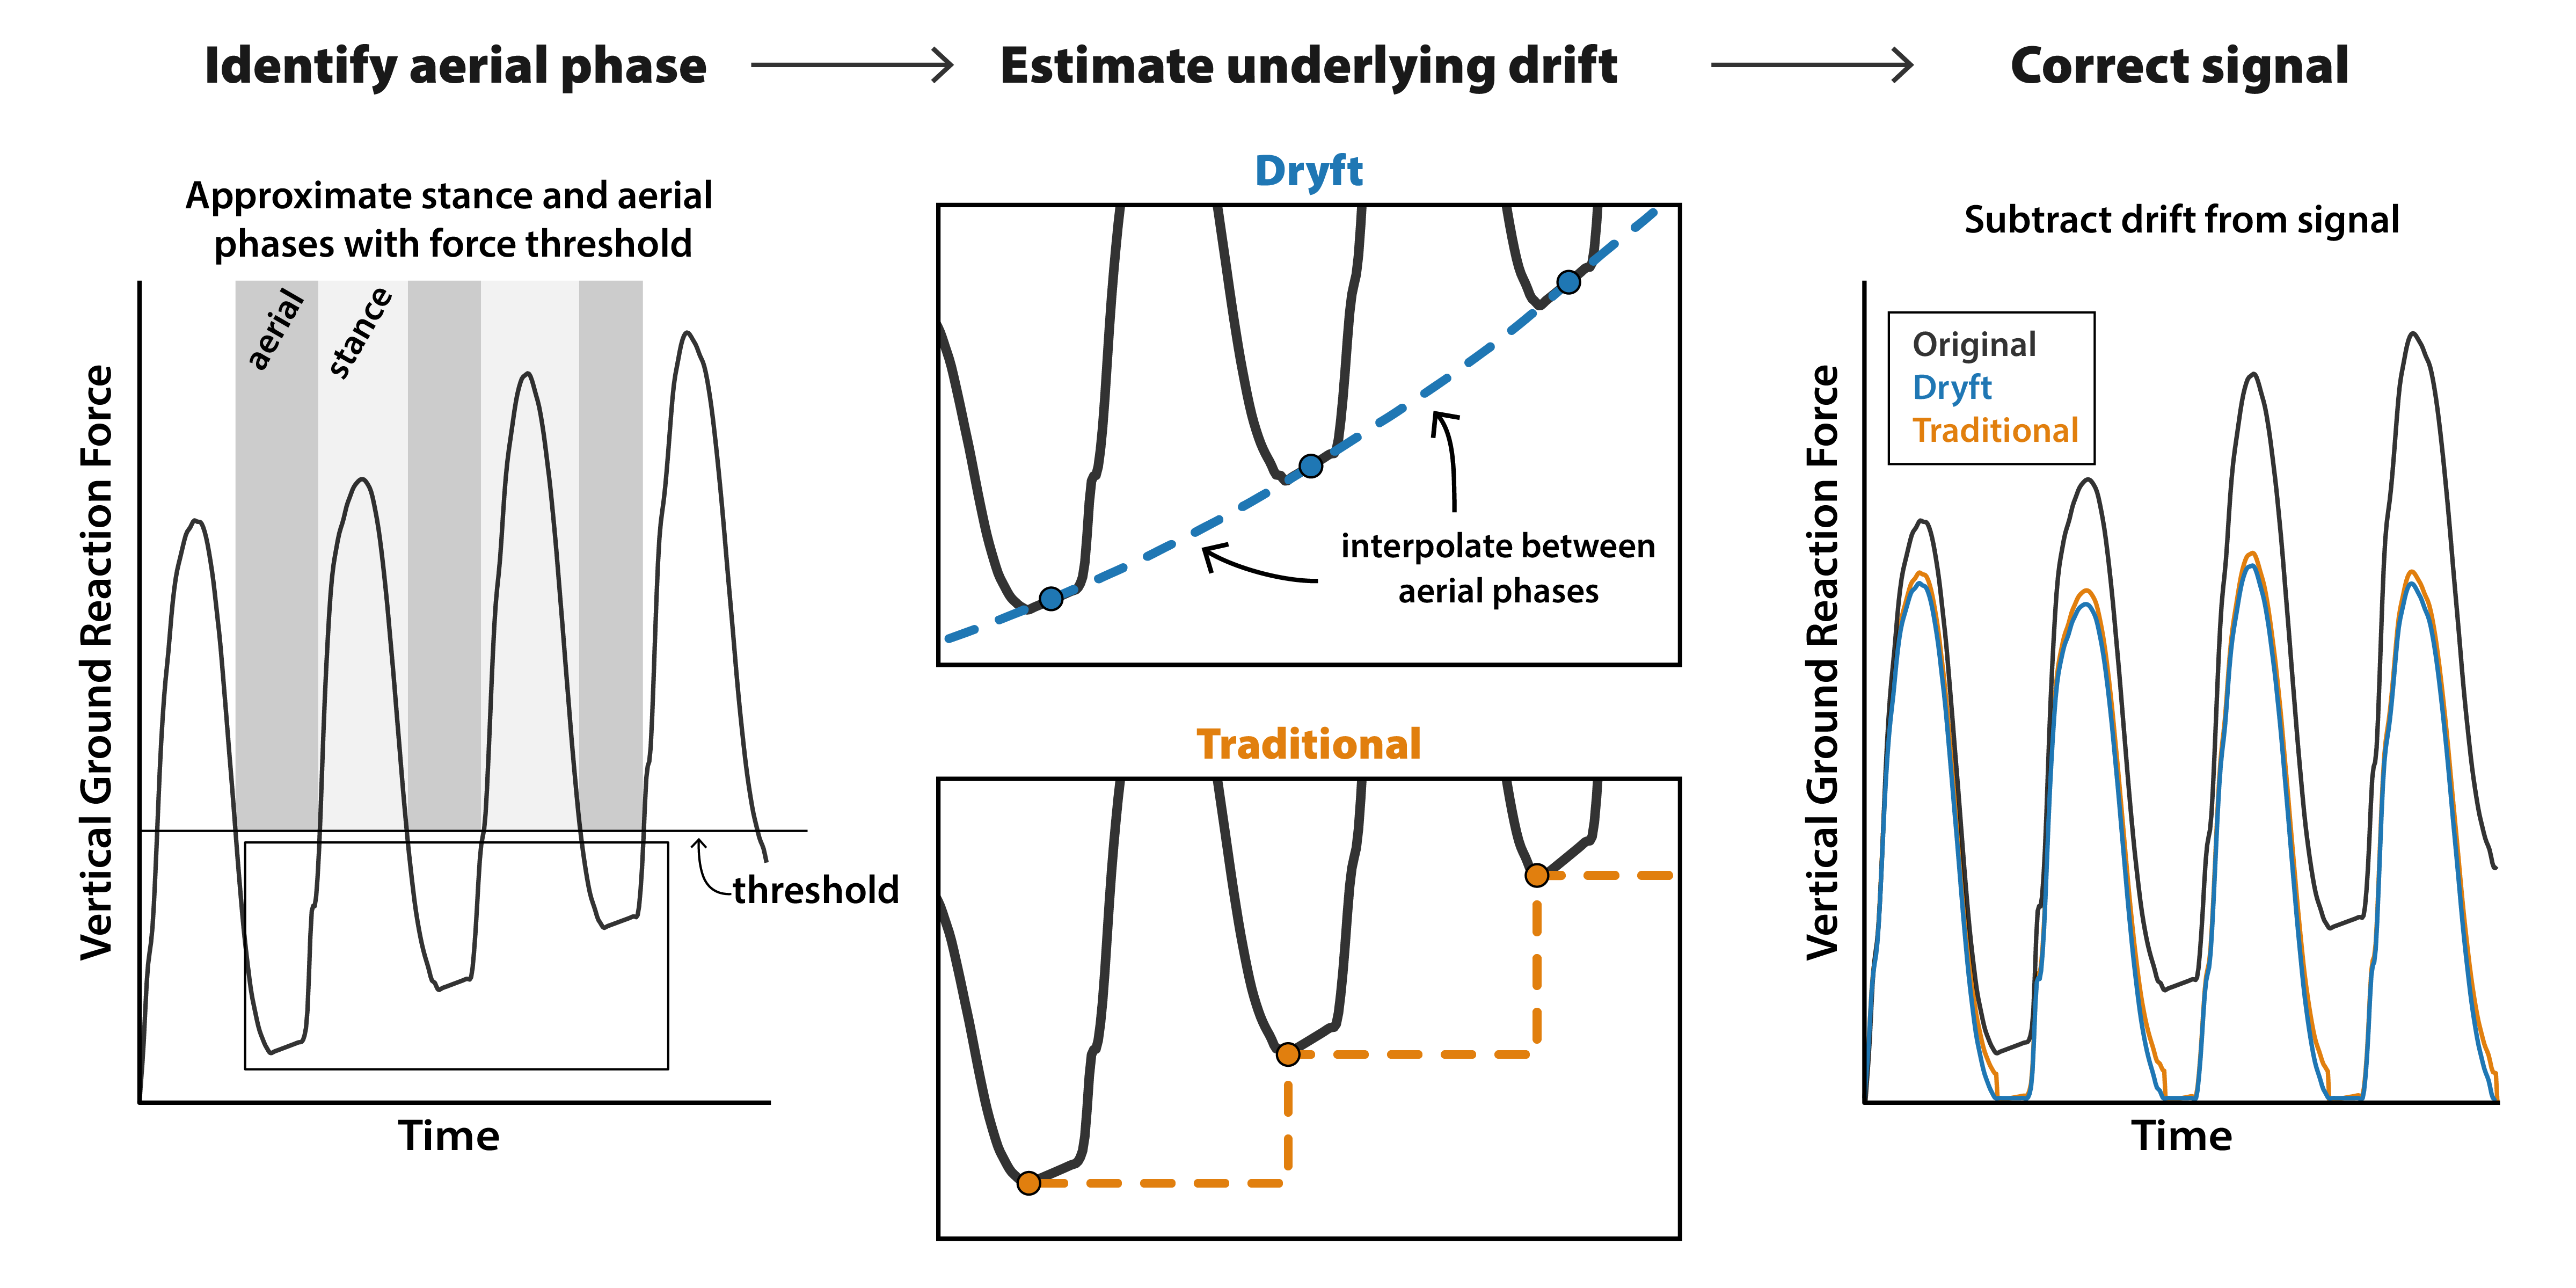 Identify aerial phase
Estimate underlying drift
Correct signal
Approximate stance and aerial
phases with force threshold
aerial
stance
Vertical Ground Reaction Force
threshold
Time
Dryft
interpolate between
aerial phases
Traditional
Subtract drift from signal
Original
Dryft
Traditional
Vertical Ground Reaction Force
Time